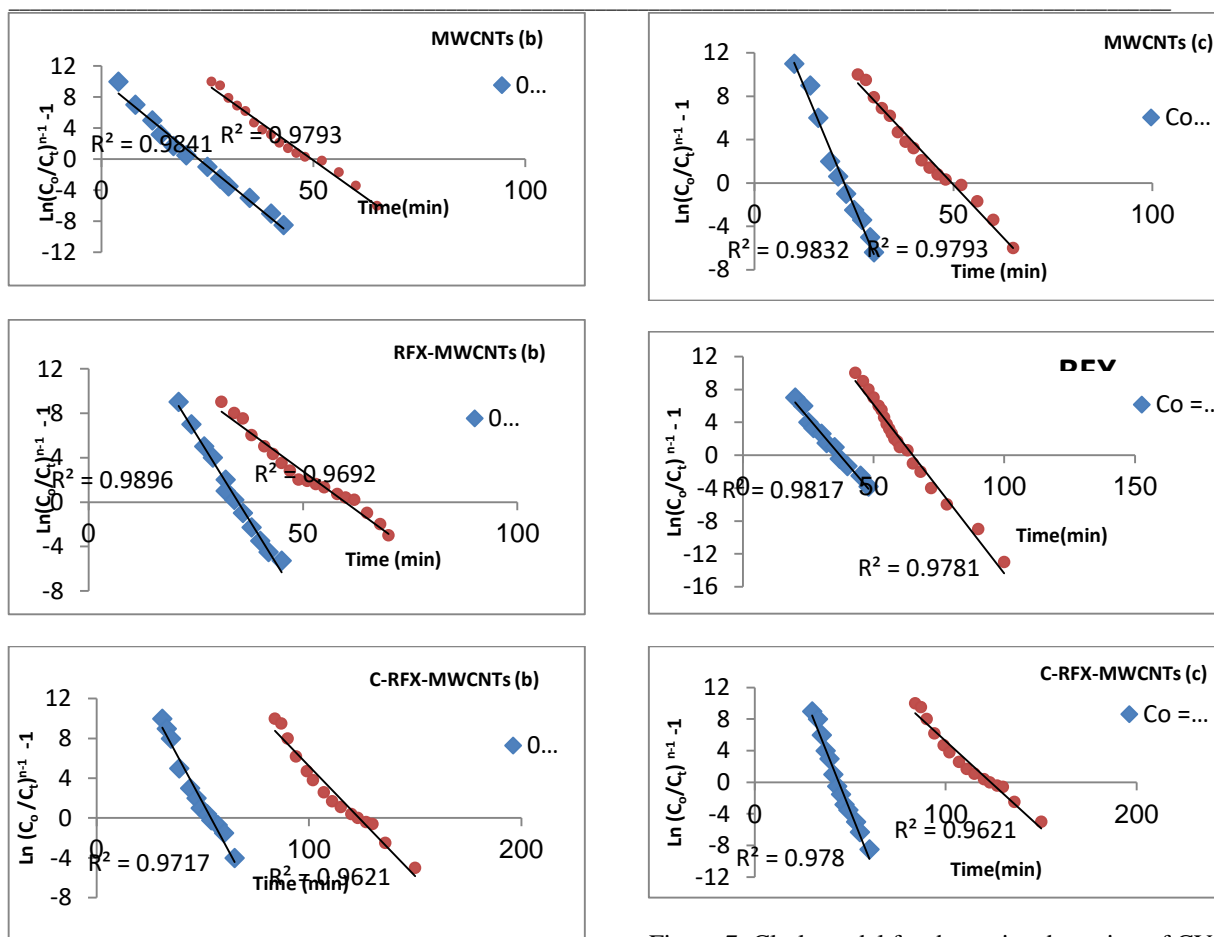 MWCNTs (b)
Ln(Co/Ct)n-1 -1
12
8
4
0
-4
-8
-12
0
50
100
R² = 0.9841
R² = 0.9793
Time(min)
0...
MWCNTs (c)
Ln(Co/Ct)n-1 - 1
12
8
4
0
-4
-8
0
50
100
R² = 0.9832
R² = 0.9793
Time (min)
Co...
RFX-MWCNTs (b)
Ln(Co/Ct)n-1 -1
12
8
4
0
-4
-8
0
50
100
R² = 0.9896
R² = 0.9692
Time (min)
0...
Ln(Co/Ct) n-1 -1
12
8
4
0
-4
-8
-12
-16
0
50
100
150
R² = 0.9817
R² = 0.9781
Time(min)
Co =...
C-RFX-MWCNTs (b)
Ln (Co/Ct)n-1 -1
12
8
4
0
-4
-8
0
100
200
R² = 0.9717
R² = 0.9621
Time (min)
0...
C-RFX-MWCNTs (c)
Ln (Co/Ct)n-1 -1
12
8
4
0
-4
-8
-12
0
100
200
R² = 0.978
R² = 0.9621
Time(min)
Co =...